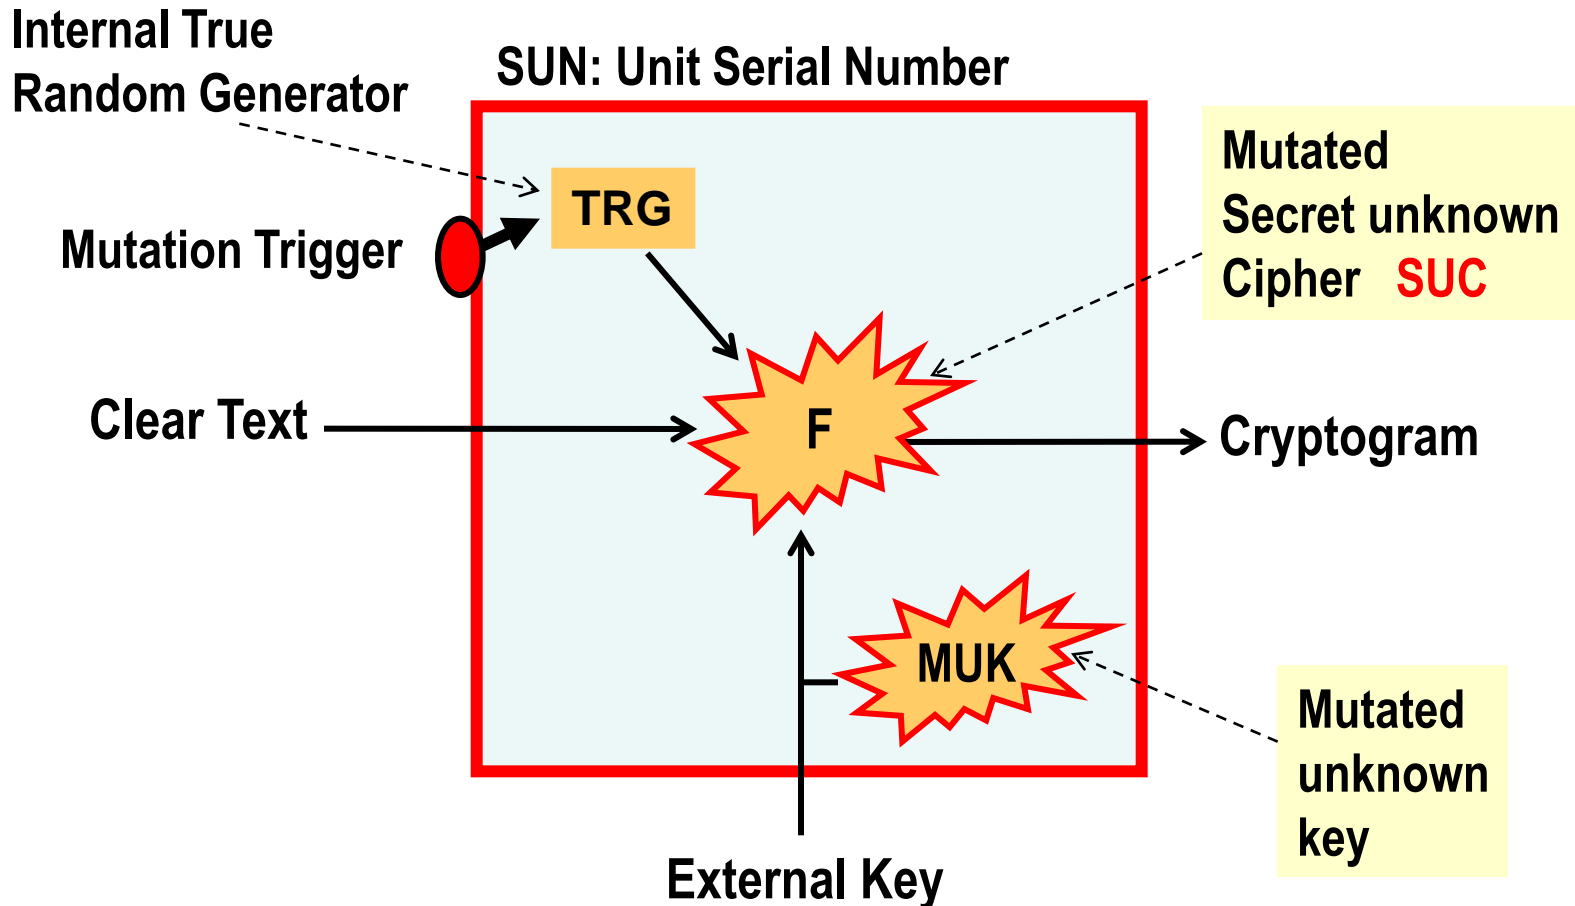 Internal True
Random Generator
SUN: Unit Serial Number
TRG
Mutation Trigger
Mutated
Secret unknown
Cipher SUC
Clear Text
F
Cryptogram
MUK
Mutated
unknown
key
External Key